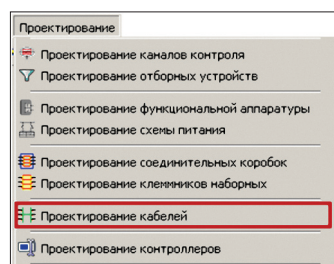 Проектирование
Проектирование каналов контроля
Проектирование отборных устройств
Проектирование функциональной аппаратуры
Проектирование схемы питания
Проектирование соединительных коробок
Проектирование клеммников наборных
Проектирование кабелей
Проектирование контроллеров